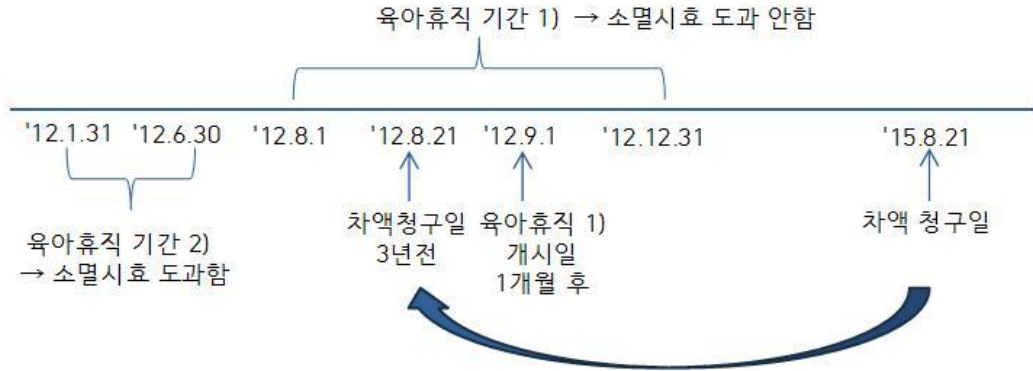 육아휴직 기간 1) → 소멸시효 도과 안함
'12.1.31 '12.6.30 '12.8.1 '12.8.21 '12.9.1 '12.12.31 '15.8.21
육아휴직 기간 2)
→ 소멸시효 도과함
차액청구일
3년전
육아휴직 1)
개시일
1개월 후
차액 청구일